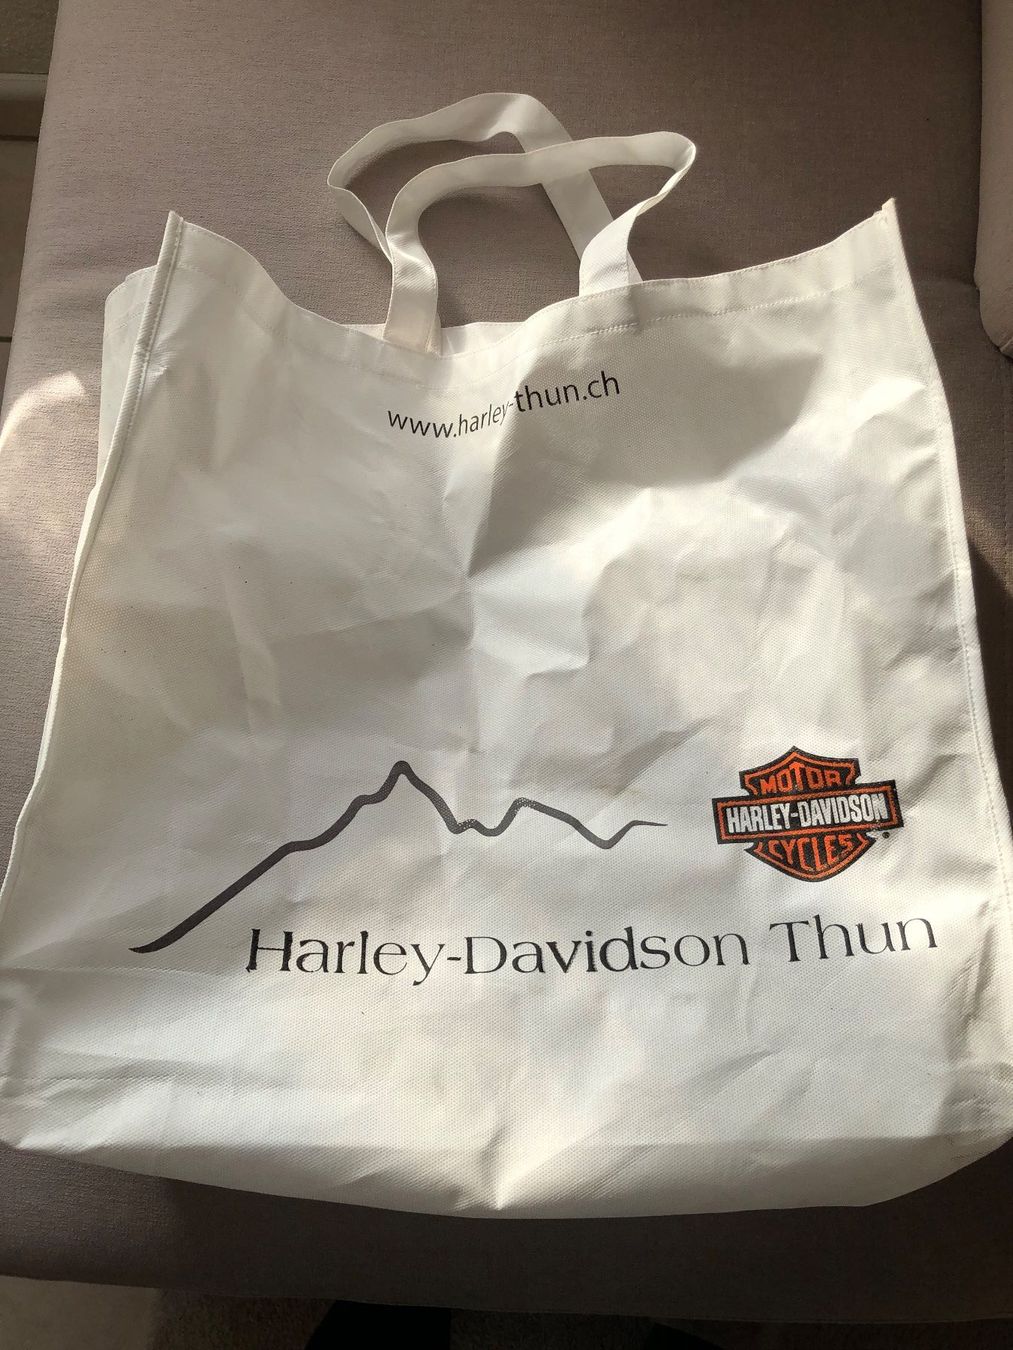 www.harley-thun.ch
MOTOR
HARLEY-DAVIDSON
CYCLES
Harley-Davidson Thun